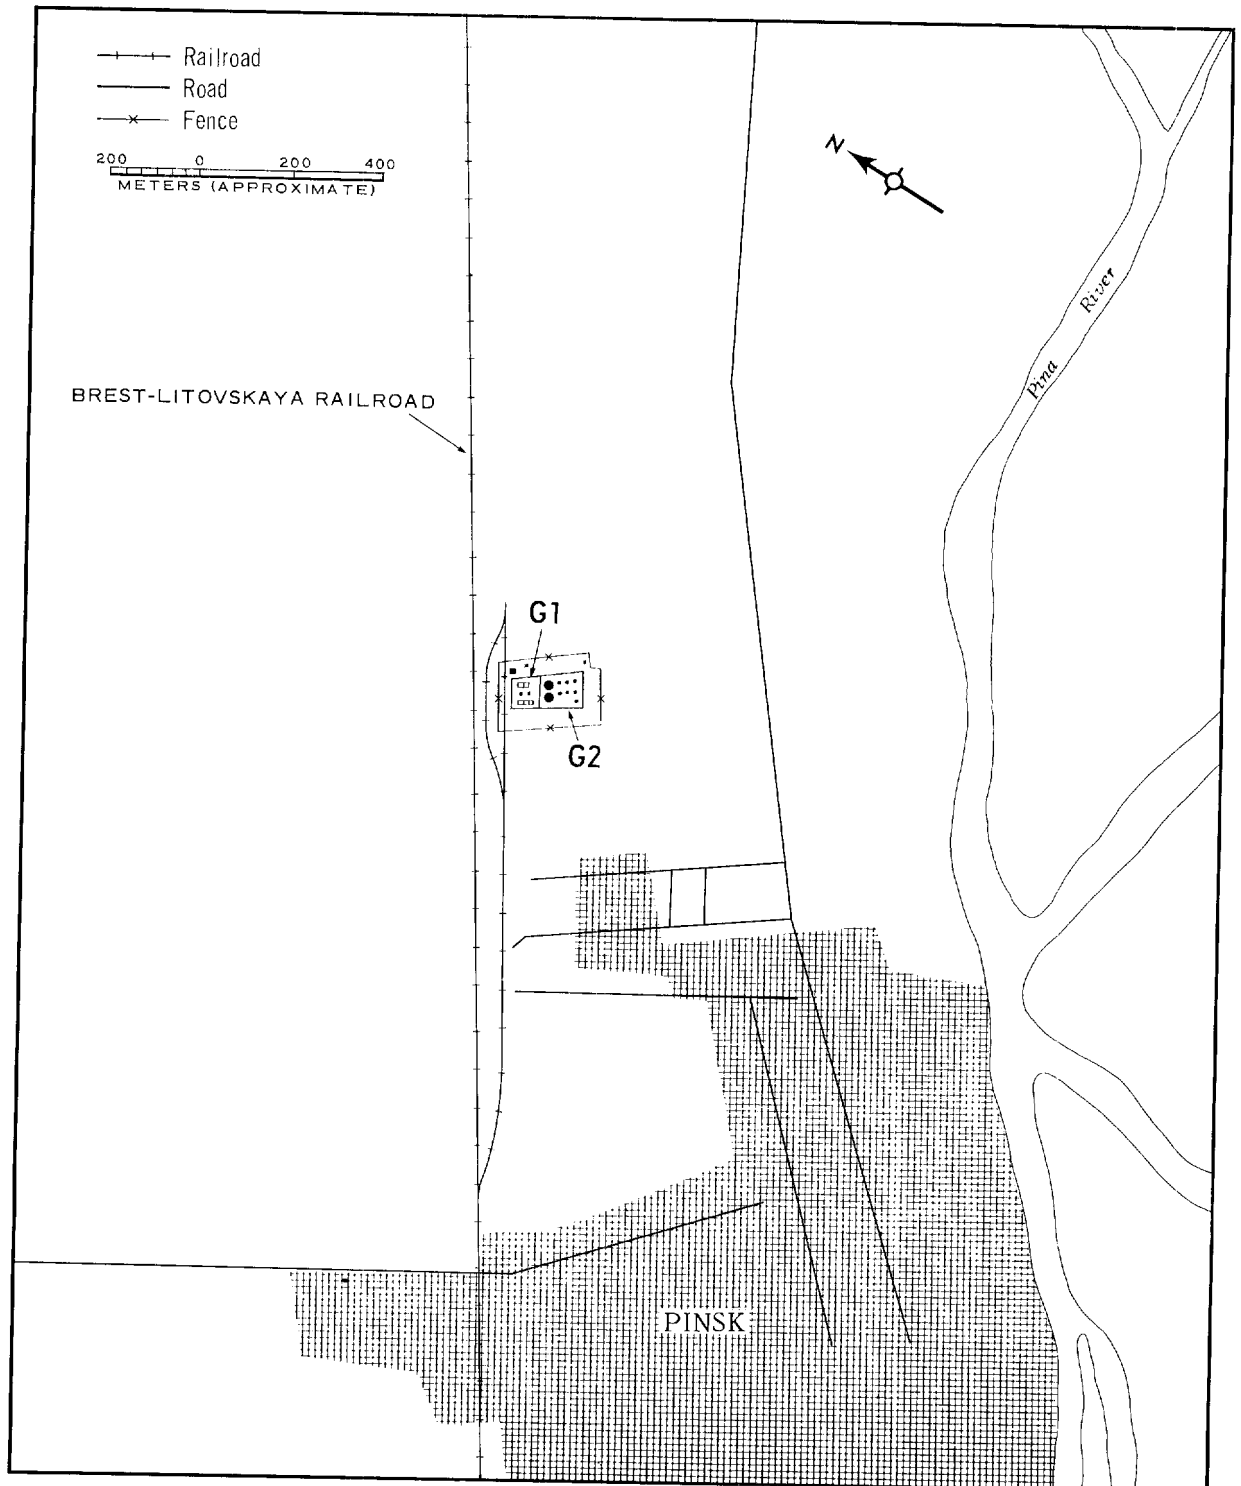 Railroad
Road
Fence
200 0 200 400
METERS (APPROXIMATE)
N
Pina River
BREST-LITOVSKAYA RAILROAD
G1
G2
PINSK